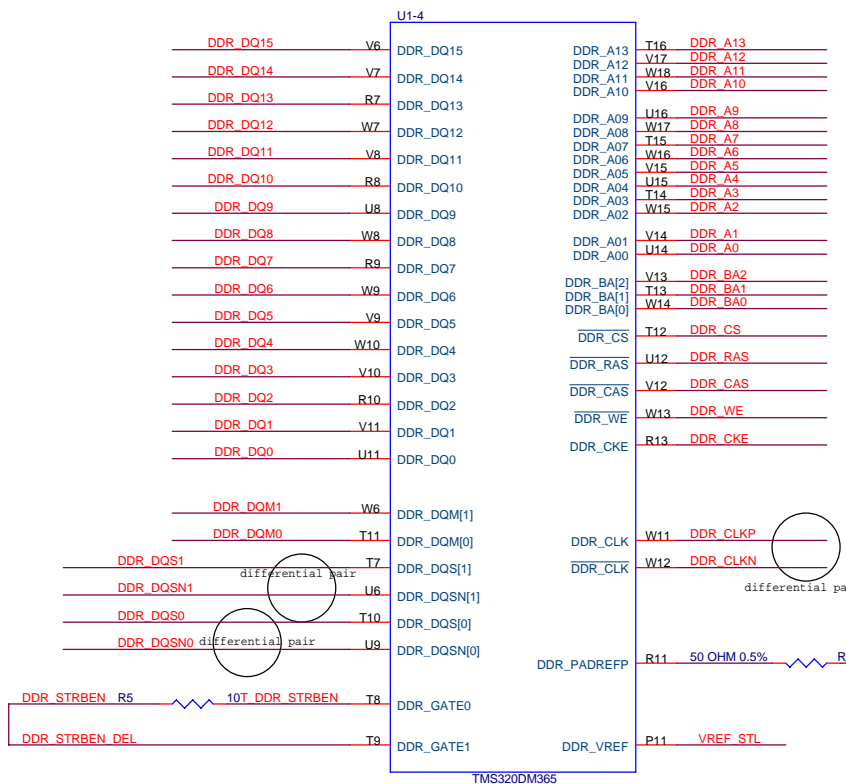 U1-4
DDR_DQ15 V6 DDR_DQ15 DDR_A13 T16 DDR_A13
DDR_A12 V17 DDR_A12
DDR_DQ14 V7 DDR_DQ14 DDR_A11 W18 DDR_A11
DDR_A10 V16 DDR_A10
DDR_DQ13 R7 DDR_DQ13
DDR_A09 U16 DDR_A9
DDR_DQ12 W7 DDR_DQ12 DDR_A08 W17 DDR_A8
DDR_A07 T15 DDR_A7
DDR_DQ11 V8 DDR_DQ11 DDR_A06 W16 DDR_A6
DDR_A05 V15 DDR_A5
DDR_DQ10 R8 DDR_DQ10 DDR_A04 U15 DDR_A4
DDR_A03 T14 DDR_A3
DDR_DQ9 U8 DDR_DQ9 DDR_A02 W15 DDR_A2
DDR_DQ8 W8 DDR_DQ8 DDR_A01 V14 DDR_A1
DDR_A00 U14 DDR_A0
DDR_DQ7 R9 DDR_DQ7
DDR_BA[2] V13 DDR_BA2
DDR_DQ6 W9 DDR_DQ6 DDR_BA[1] T13 DDR_BA1
DDR_BA[0] W14 DDR_BA0
DDR_DQ5 V9 DDR_DQ5
DDR_CS T12 DDR_CS
DDR_DQ4 W10 DDR_DQ4
DDR_RAS U12 DDR_RAS
DDR_DQ3 V10 DDR_DQ3
DDR_CAS V12 DDR_CAS
DDR_DQ2 R10 DDR_DQ2
DDR_WE W13 DDR_WE
DDR_DQ1 V11 DDR_DQ1
DDR_CKE R13 DDR_CKE
DDR_DQ0 U11 DDR_DQ0
DDR_DQM1 W6 DDR_DQM[1]
DDR_DQM0 T11 DDR_DQM[0] DDR_CLK W11 DDR_CLKP
DDR_DQS1 T7 DDR_DQS[1] DDR_CLK W12 DDR_CLKN
differential pair
differential pa
DDR_DQSN1 U6 DDR_DQSN[1]
DDR_DQS0 T10 DDR_DQS[0]
differential pair
DDR_DQSN0 U9 DDR_DQSN[0]
DDR_PADREFP R11 50 OHM 0.5% R
DDR_STRBEN R5 10 T_DDR_STRBEN T8 DDR_GATE0
DDR_STRBEN_DEL T9 DDR_GATE1 DDR_VREF P11 VREF_STL
TMS320DM365